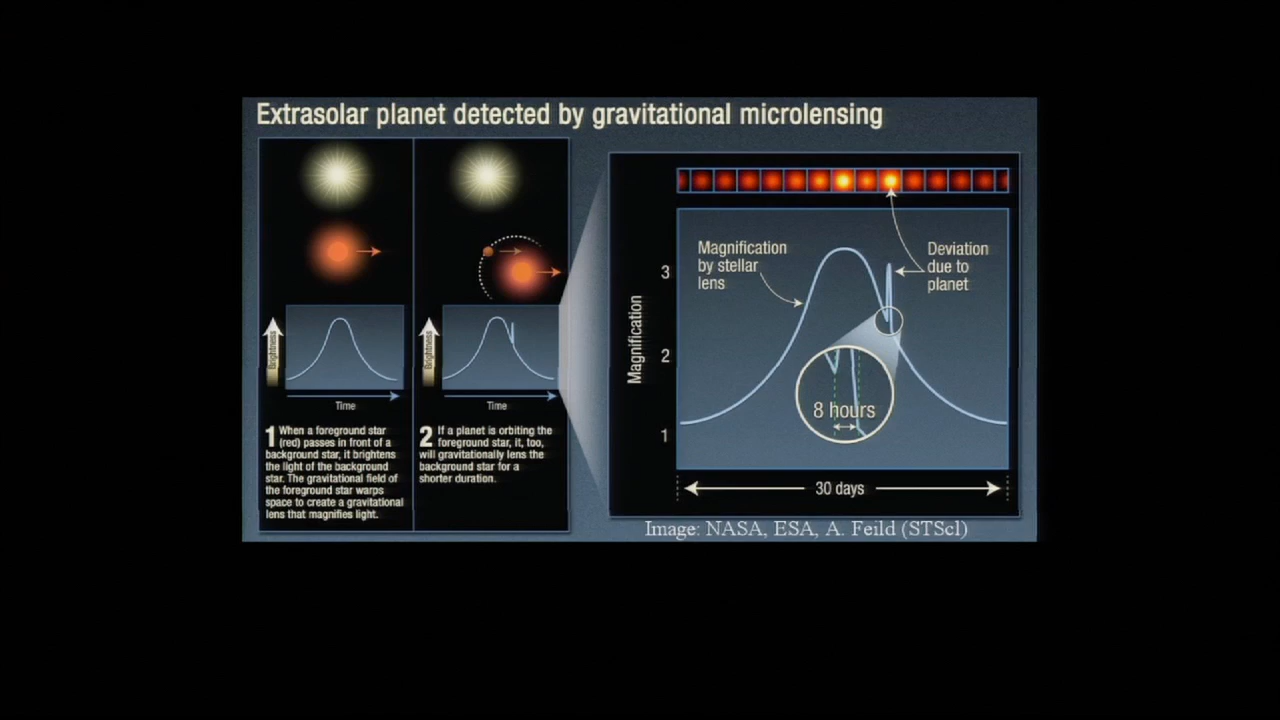 Extrasolar planet detected by gravitational microlensing
Brightness
Time
1 When a foreground star
(red) passes in front of a
background star, it brightens
the light of the background
star. The gravitational field of
the foreground star warps
space to create a gravitational
lens that magnifies light.
Brightness
Time
2 If a planet is orbiting the
foreground star, it, too,
will gravitationally lens the
background star for a
shorter duration.
Magnification
3
2
1
Magnification
by stellar
lens
Deviation
due to
planet
8 hours
30 days
Image: NASA, ESA, A. Feild (STScI)